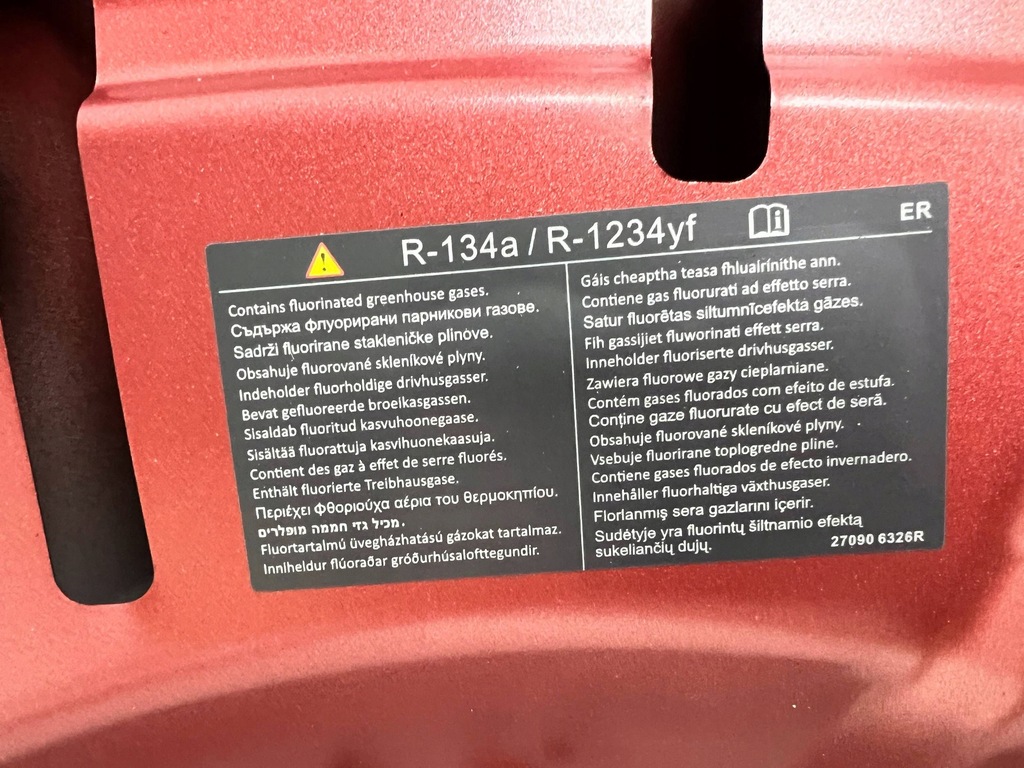 R-134a / R-1234yf
ER
Contains fluorinated greenhouse gases.
Съдържа флуорирани парникови газове.
Sadrži fluorirane stakleničke plinove.
Obsahuje fluorované skleníkové plyny.
Indeholder fluorholdige drivhusgasser.
Bevat gefluoreerde broeikasgassen.
Sisaldab fluoritud kasvuhoonegaase.
Sisältää fluorattuja kasvihuonekaasuja.
Contient des gaz à effet de serre fluorés.
Enthält fluorierte Treibhausgase.
Περιέχει φθοριούχα αέρια του θερμοκηπίου.
מכיל גזי חממה מופלרים.
Fluortartalmú üvegházhatású gázokat tartalmaz.
Inniheldur flúoraðar gróðurhúsalofttegundir.
Gáis cheaptha teasa fhluairínithe ann.
Contiene gas fluorurati ad effetto serra.
Satur fluorētas siltumnīcefekta gāzes.
Fih gassijiet fluworinati effett serra.
Inneholder fluoriserte drivhusgasser.
Zawiera fluorowe gazy cieplarniane.
Contém gases fluorados com efeito de estufa.
Conține gaze fluorurate cu efect de seră.
Obsahuje fluorované skleníkové plyny.
Vsebuje fluorirane toplogredne pline.
Contiene gases fluorados de efecto invernadero.
Innehåller fluorhaltiga växthusgaser.
Florlanmış sera gazlarını içerir.
Sudėtyje yra fluorintų šiltnamio efektą
sukeliančių dujų.
27090 6326R